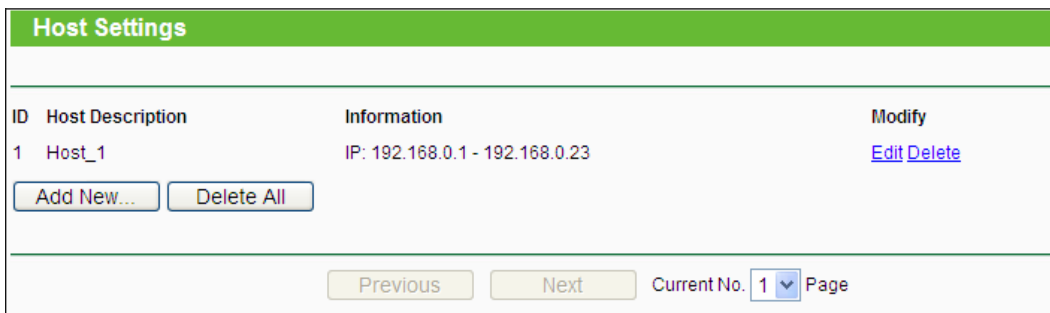 Host Settings
ID Host Description Information Modify
1 Host_1 IP: 192.168.0.1 - 192.168.0.23 Edit Delete
Add New... Delete All
Previous Next Current No. 1 Page